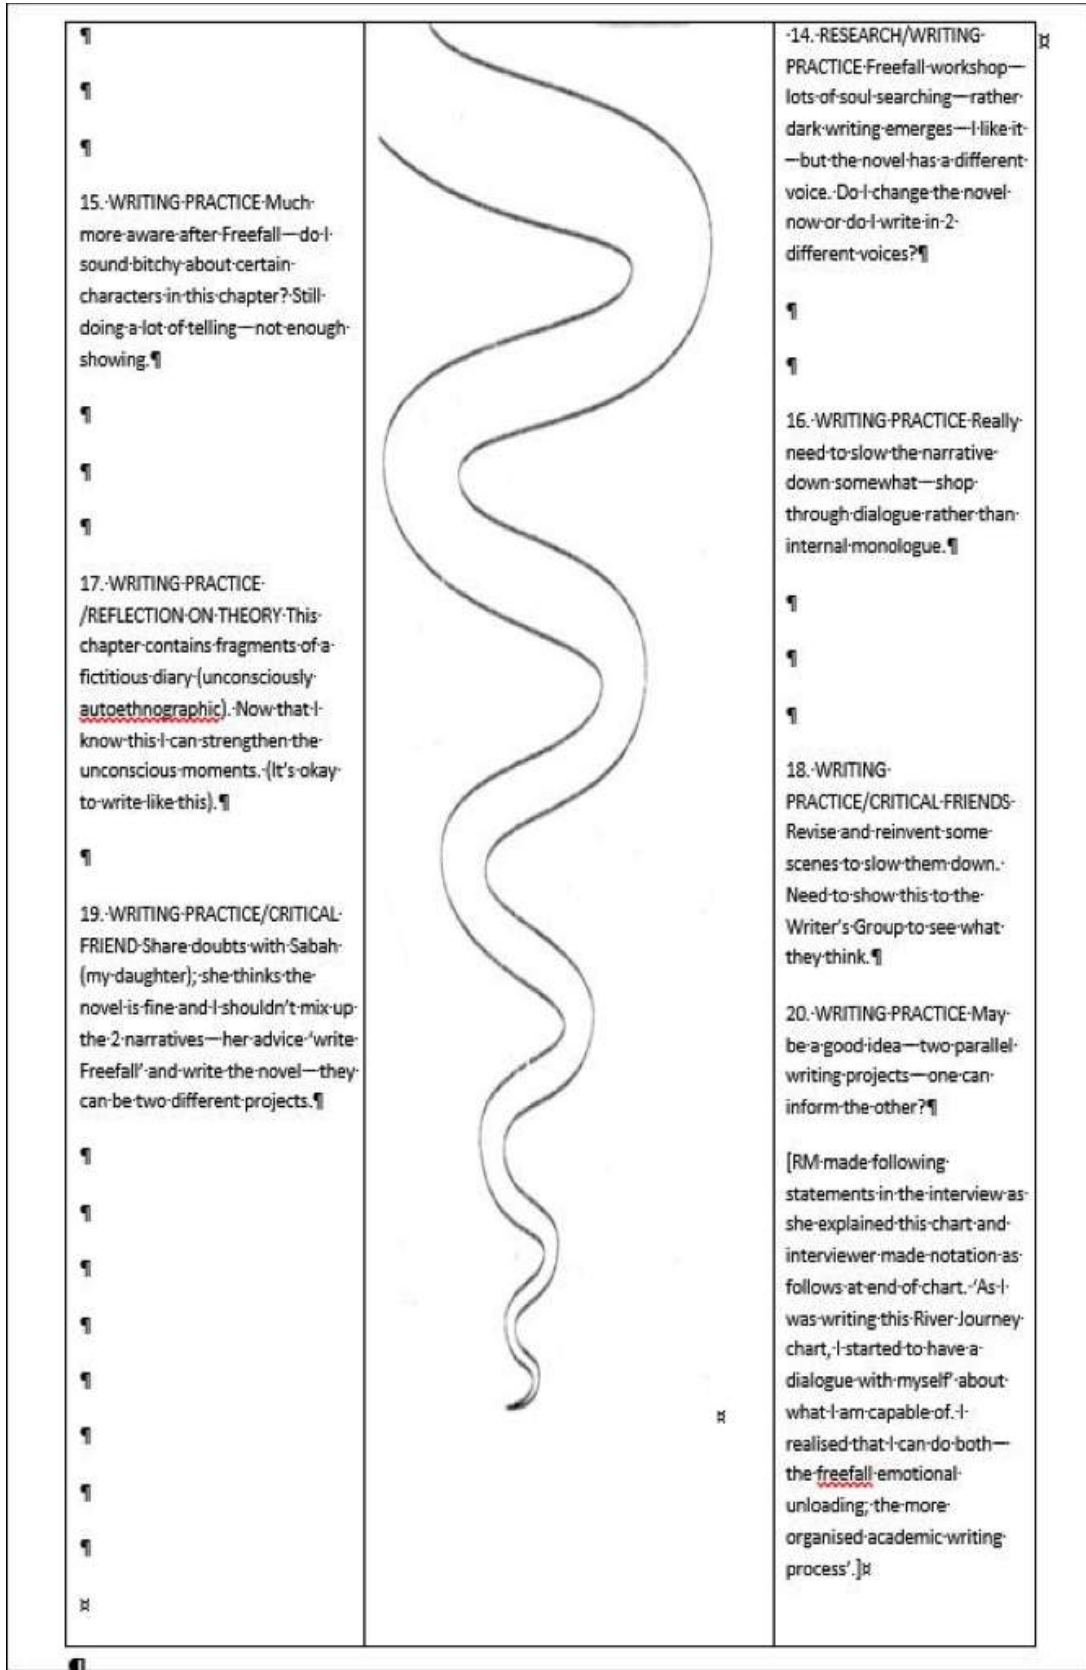 15. WRITING PRACTICE Much
more aware after Freefall—do I
sound bitchy about certain
characters in this chapter? Still
doing a lot of telling—not enough
showing.¶
17. WRITING PRACTICE
/REFLECTION ON THEORY This
chapter contains fragments of a
fictitious diary (unconsciously
autoethnographic). Now that I
know this I can strengthen the
unconscious moments. (It's okay
to write like this).¶
19. WRITING PRACTICE/CRITICAL
FRIEND Share doubts with Sabah
(my daughter); she thinks the
novel is fine and I shouldn't mix up
the 2 narratives—her advice 'write
Freefall' and write the novel—they
can be two different projects.¶
14. RESEARCH/WRITING
PRACTICE Freefall workshop—
lots of soul searching—rather
dark writing emerges—I like it
—but the novel has a different
voice. Do I change the novel
now or do I write in 2
different voices?¶
16. WRITING PRACTICE Really
need to slow the narrative
down somewhat—shop
through dialogue rather than
internal monologue.¶
18. WRITING
PRACTICE/CRITICAL FRIENDS
Revise and reinvent some
scenes to slow them down.
Need to show this to the
Writer's Group to see what
they think.¶
20. WRITING PRACTICE May
be a good idea—two parallel
writing projects—one can
inform the other?¶
[RM made following
statements in the interview as
she explained this chart and
interviewer made notation as
follows at end of chart. 'As I
was writing this River Journey
chart, I started to have a
dialogue with myself' about
what I am capable of. I
realised that I can do both—
the freefall emotional
unloading; the more
organised academic writing
process'.]¤